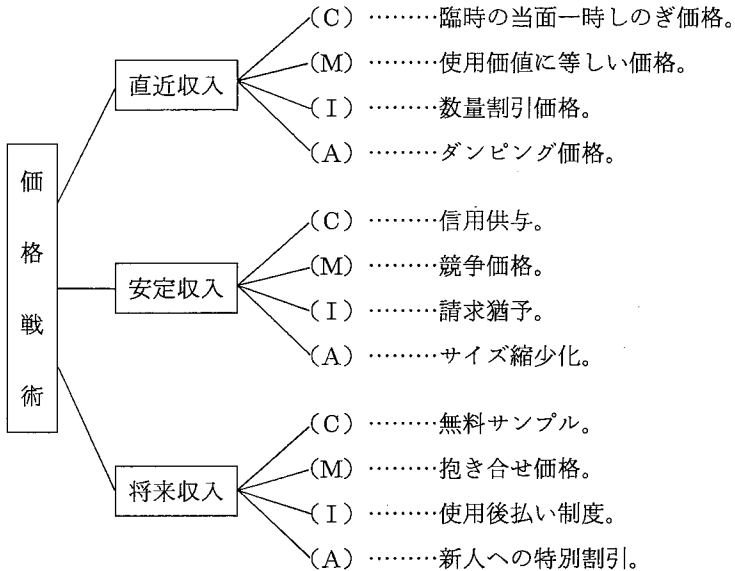 価格戦術
直近収入
(C) ………臨時の当面一時しのぎ価格。
(M) ………使用価値に等しい価格。
(I) ………数量割引価格。
(A) ………ダンピング価格。
安定収入
(C) ………信用供与。
(M) ………競争価格。
(I) ………請求猶予。
(A) ………サイズ縮少化。
将来収入
(C) ………無料サンプル。
(M) ………抱き合せ価格。
(I) ………使用後払い制度。
(A) ………新人への特別割引。